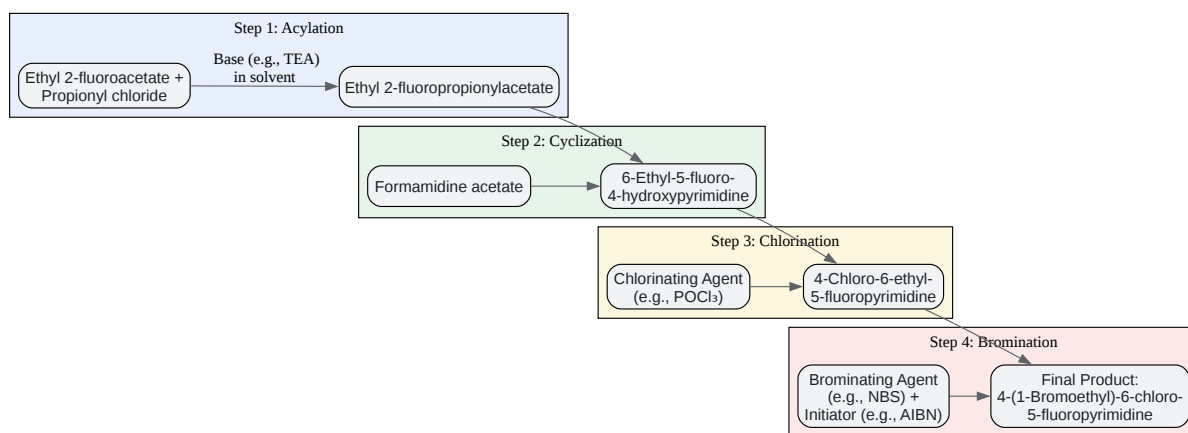 Step 1: Acylation
Ethyl 2-fluoroacetate +
Propionyl chloride
Base (e.g., TEA)
in solvent
Ethyl 2-fluoropropionylacetate
Step 2: Cyclization
Formamidine acetate
6-Ethyl-5-fluoro-
4-hydroxypyrimidine
Step 3: Chlorination
Chlorinating Agent
(e.g., POCl₃)
4-Chloro-6-ethyl-
5-fluoropyrimidine
Step 4: Bromination
Brominating Agent
(e.g., NBS) +
Initiator (e.g., AIBN)
Final Product:
4-(1-Bromoethyl)-6-chloro-
5-fluoropyrimidine